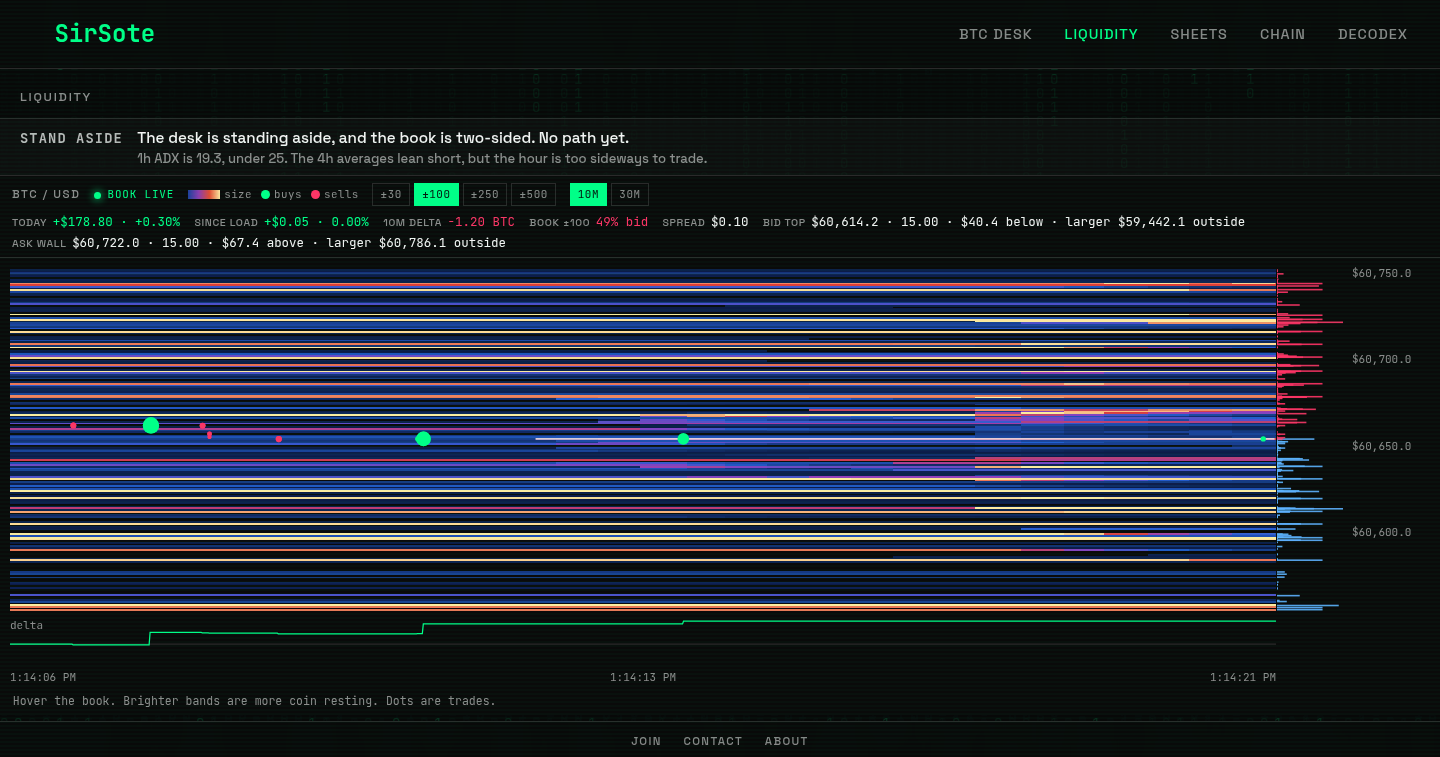 SirSote
BTC DESK LIQUIDITY SHEETS CHAIN DECODEX
LIQUIDITY
STAND ASIDE The desk is standing aside, and the book is two-sided. No path yet.
1h ADX is 19.3, under 25. The 4h averages lean short, but the hour is too sideways to trade.
BTC / USD BOOK LIVE size buys sells ±30 ±100 ±250 ±500 10M 30M
TODAY +$178.80 · +0.30% SINCE LOAD +$0.05 · 0.00% 10M DELTA -1.20 BTC BOOK ±100 49% bid SPREAD $0.10 BID TOP $60,614.2 · 15.00 · $40.4 below · larger $59,442.1 outside
ASK WALL $60,722.0 · 15.00 · $67.4 above · larger $60,786.1 outside
$60,750.0
$60,700.0
$60,650.0
$60,600.0
delta
1:14:06 PM 1:14:13 PM 1:14:21 PM
Hover the book. Brighter bands are more coin resting. Dots are trades.
JOIN CONTACT ABOUT